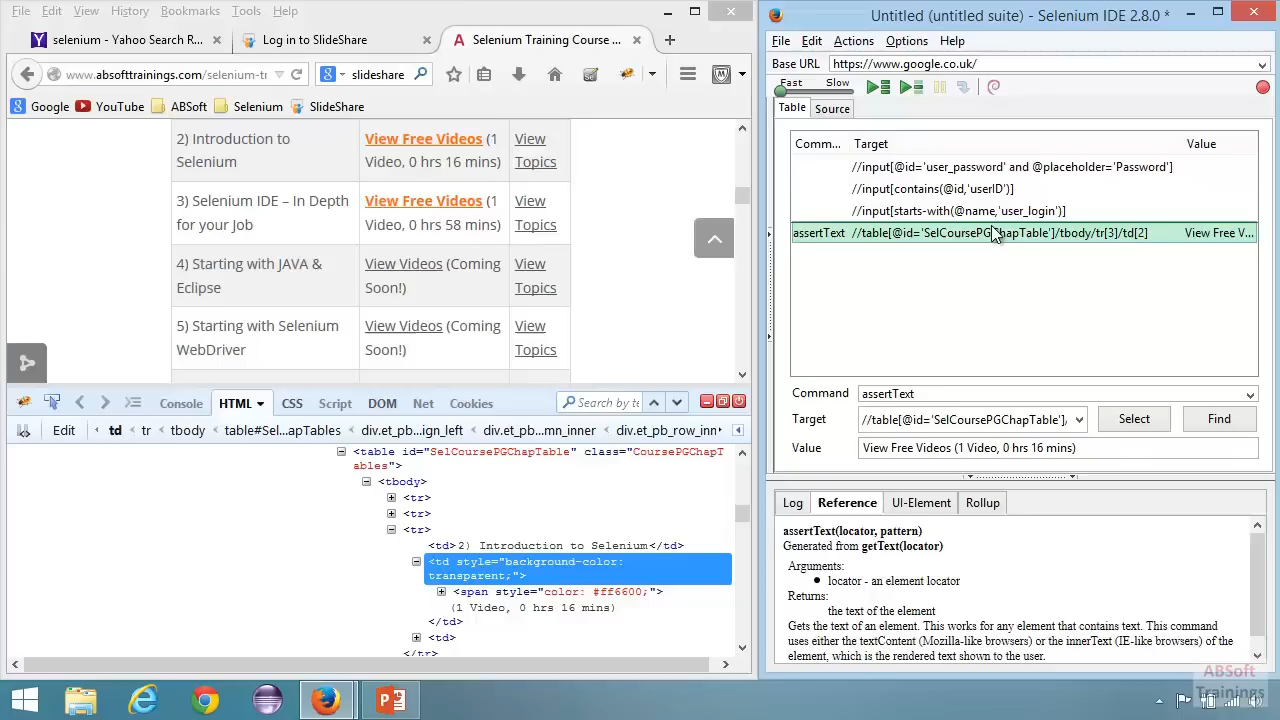 File Edit View History Bookmarks Tools Help
selenium - Yahoo Search R...
Log in to SlideShare
Selenium Training Course ...
www.absofttrainings.com/selenium-tr
slideshare
Google YouTube ABSoft Selenium SlideShare
2) Introduction to Selenium
View Free Videos (1 Video, 0 hrs 16 mins)
View Topics
3) Selenium IDE – In Depth for your Job
View Free Videos (1 Video, 0 hrs 58 mins)
View Topics
4) Starting with JAVA & Eclipse
View Videos (Coming Soon!)
View Topics
5) Starting with Selenium WebDriver
View Videos (Coming Soon!)
View Topics
Console HTML CSS Script DOM Net Cookies
Search by te
Edit td tr tbody table#Sel...apTables div.et_pb...ign_left div.et_pb...mn_inner div.et_pb_row_inn
<table id="SelCoursePGChapTable" class="CoursePGChapT
ables">
<tbody>
<tr>
<tr>
<tr>
<td>2) Introduction to Selenium</td>
<td style="background-color:
transparent;">
<span style="color: #ff6600;">
(1 Video, 0 hrs 16 mins)
</td>
<td>
</tr>
Untitled (untitled suite) - Selenium IDE 2.8.0 *
File Edit Actions Options Help
Base URL https://www.google.co.uk/
Fast Slow
Table Source
Comm... Target Value
//input[@id='user_password' and @placeholder='Password']
//input[contains(@id,'userID')]
//input[starts-with(@name,'user_login')]
assertText //table[@id='SelCoursePGChapTable']/tbody/tr[3]/td[2] View Free V...
Command assertText
Target //table[@id='SelCoursePGChapTable'], Select Find
Value View Free Videos (1 Video, 0 hrs 16 mins)
Log Reference UI-Element Rollup
assertText(locator, pattern)
Generated from getText(locator)
Arguments:
locator - an element locator
Returns:
the text of the element
Gets the text of an element. This works for any element that contains text. This command
uses either the textContent (Mozilla-like browsers) or the innerText (IE-like browsers) of the
element, which is the rendered text shown to the user.
ABSoft
Trainings